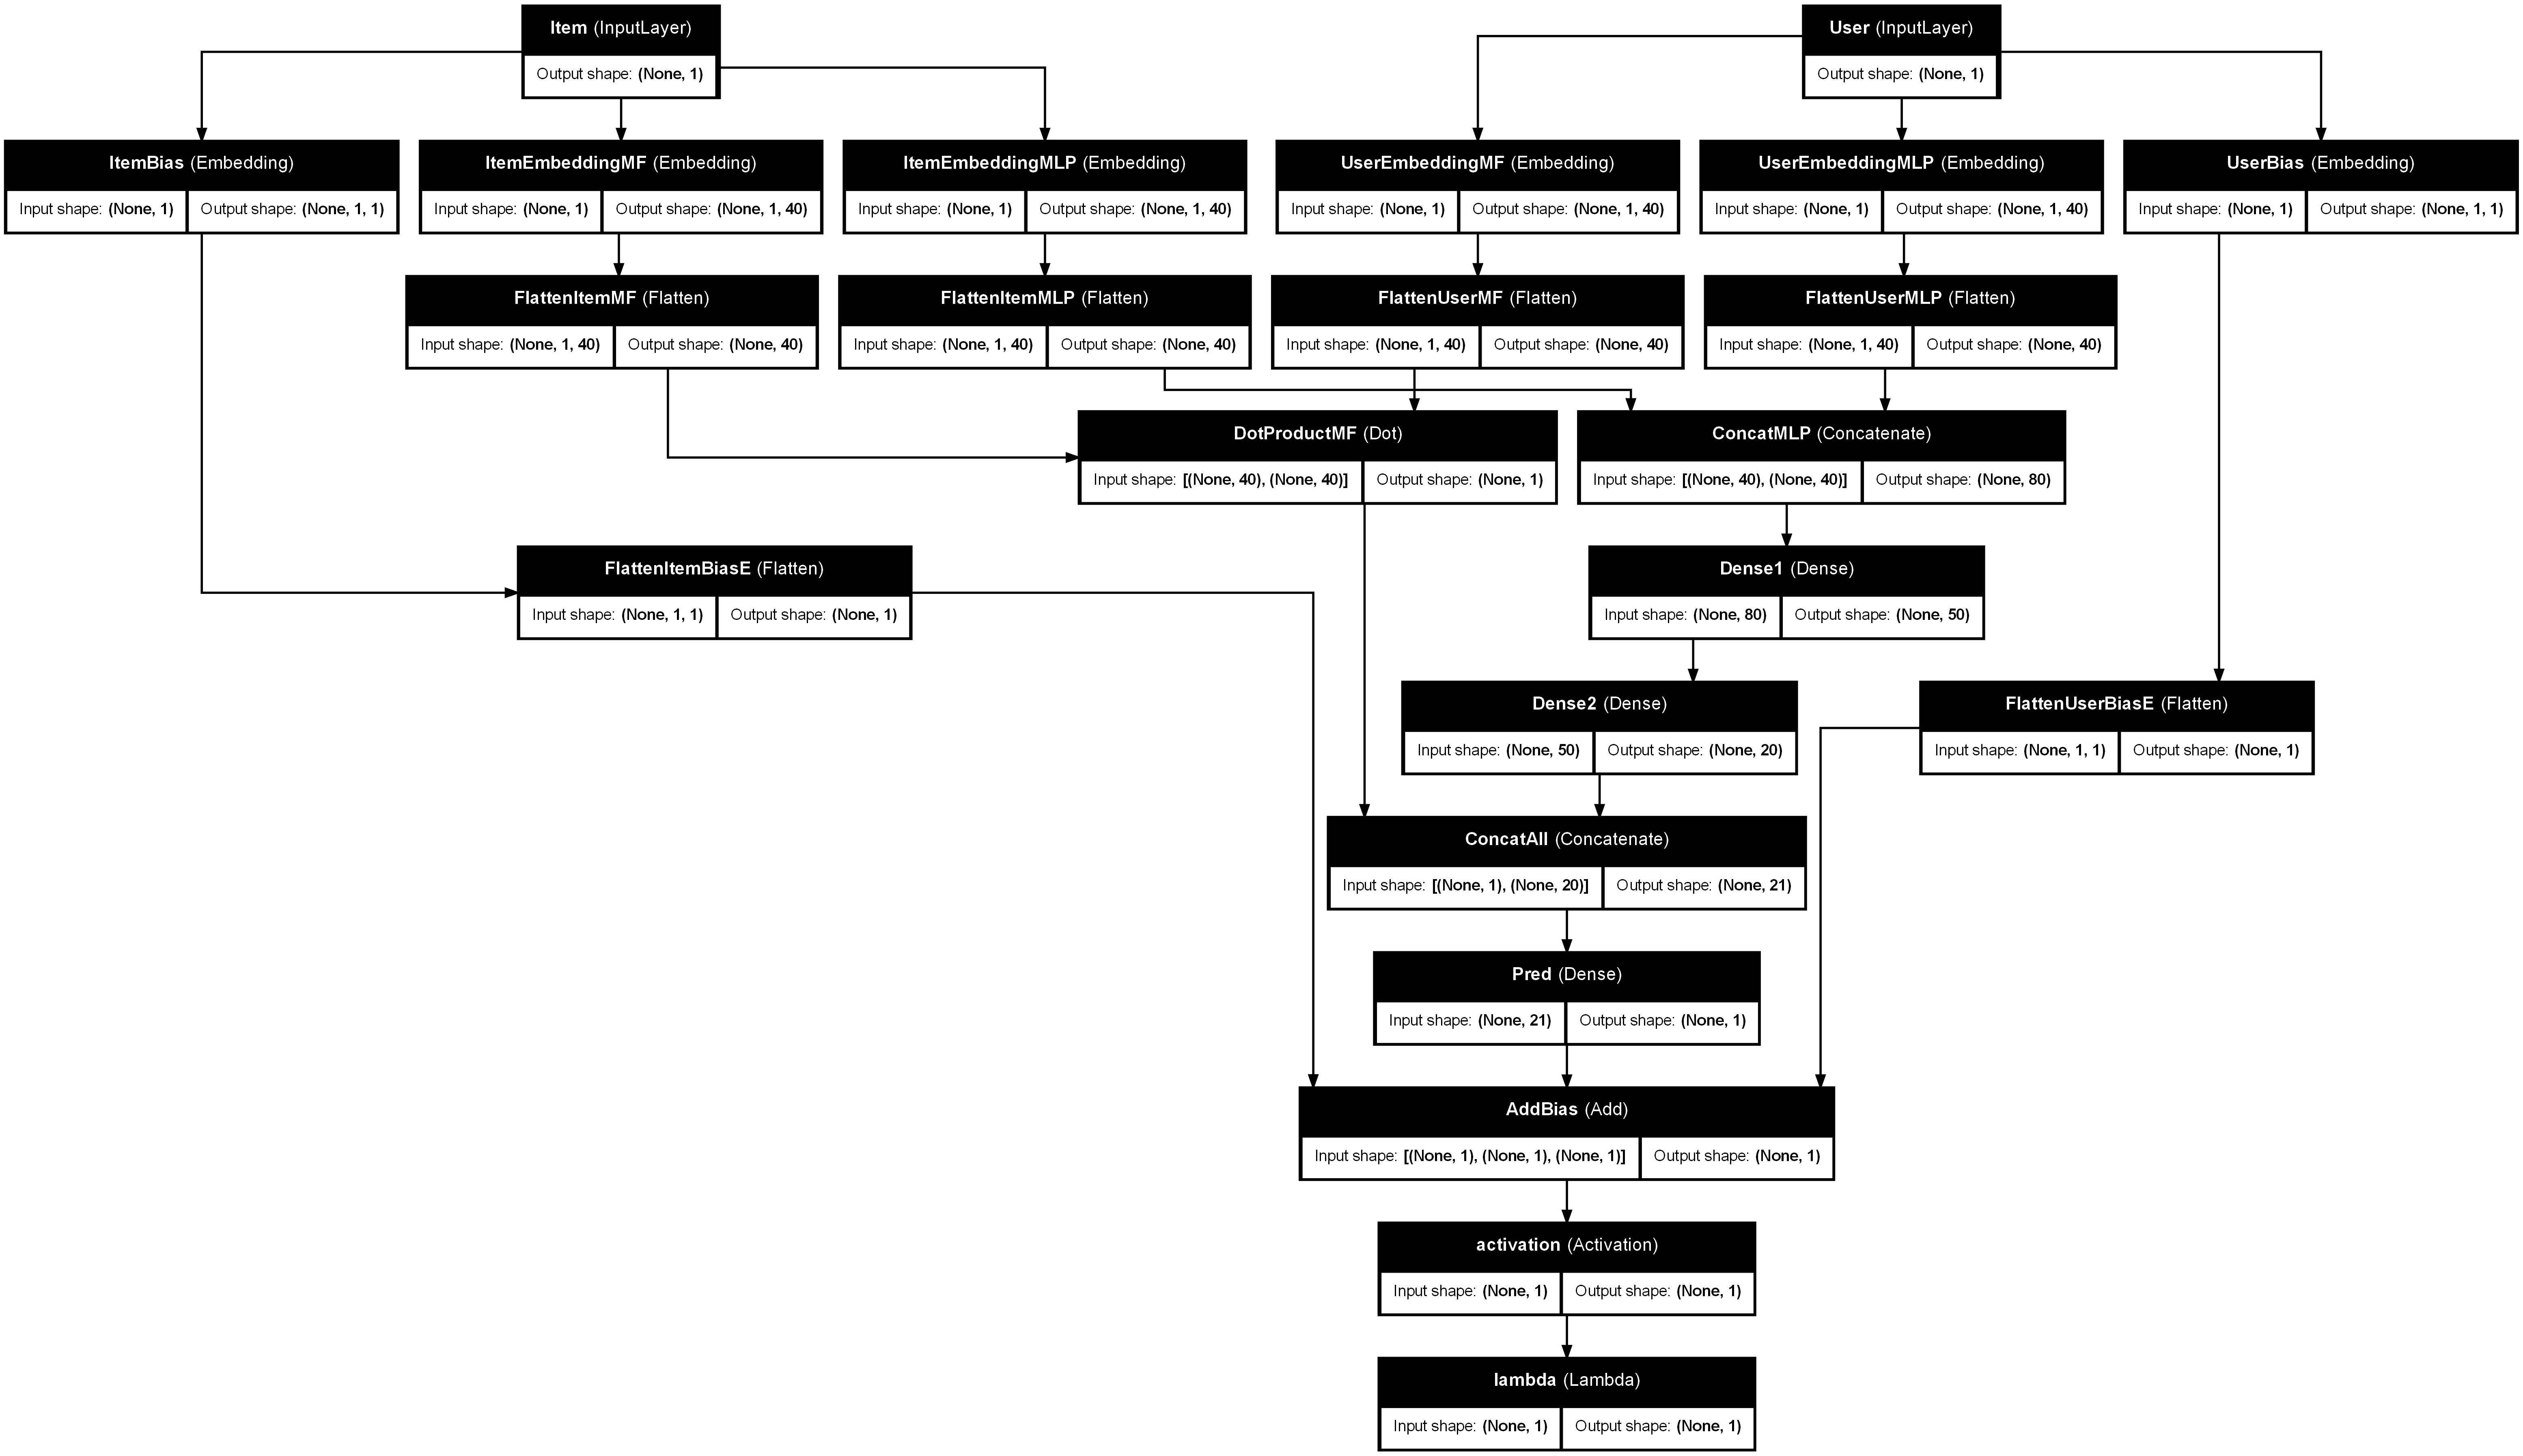 Item (InputLayer)
Output shape: (None, 1)
User (InputLayer)
Output shape: (None, 1)
ItemBias (Embedding)
Input shape: (None, 1) Output shape: (None, 1, 1)
ItemEmbeddingMF (Embedding)
Input shape: (None, 1) Output shape: (None, 1, 40)
ItemEmbeddingMLP (Embedding)
Input shape: (None, 1) Output shape: (None, 1, 40)
UserEmbeddingMF (Embedding)
Input shape: (None, 1) Output shape: (None, 1, 40)
UserEmbeddingMLP (Embedding)
Input shape: (None, 1) Output shape: (None, 1, 40)
UserBias (Embedding)
Input shape: (None, 1) Output shape: (None, 1, 1)
FlattenItemMF (Flatten)
Input shape: (None, 1, 40) Output shape: (None, 40)
FlattenItemMLP (Flatten)
Input shape: (None, 1, 40) Output shape: (None, 40)
FlattenUserMF (Flatten)
Input shape: (None, 1, 40) Output shape: (None, 40)
FlattenUserMLP (Flatten)
Input shape: (None, 1, 40) Output shape: (None, 40)
DotProductMF (Dot)
Input shape: [(None, 40), (None, 40)] Output shape: (None, 1)
ConcatMLP (Concatenate)
Input shape: [(None, 40), (None, 40)] Output shape: (None, 80)
FlattenItemBiasE (Flatten)
Input shape: (None, 1, 1) Output shape: (None, 1)
Dense1 (Dense)
Input shape: (None, 80) Output shape: (None, 50)
Dense2 (Dense)
Input shape: (None, 50) Output shape: (None, 20)
FlattenUserBiasE (Flatten)
Input shape: (None, 1, 1) Output shape: (None, 1)
ConcatAll (Concatenate)
Input shape: [(None, 1), (None, 20)] Output shape: (None, 21)
Pred (Dense)
Input shape: (None, 21) Output shape: (None, 1)
AddBias (Add)
Input shape: [(None, 1), (None, 1), (None, 1)] Output shape: (None, 1)
activation (Activation)
Input shape: (None, 1) Output shape: (None, 1)
lambda (Lambda)
Input shape: (None, 1) Output shape: (None, 1)